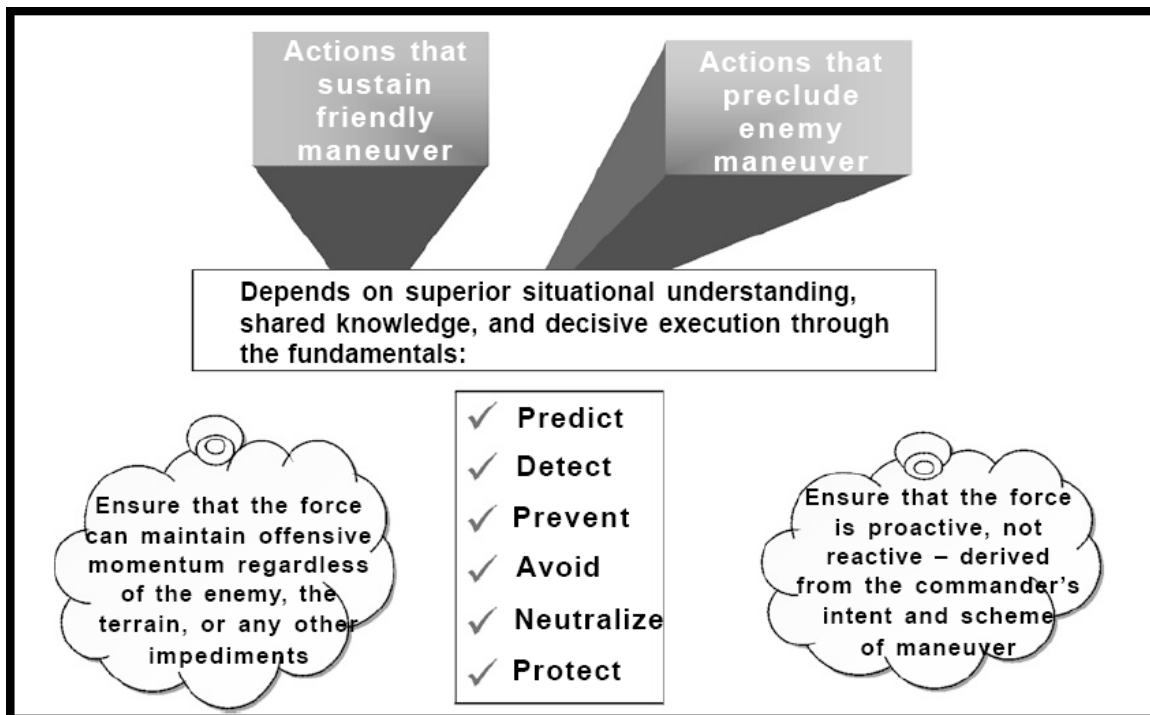 Actions that
sustain
friendly
maneuver
Actions that
preclude
enemy
maneuver
Depends on superior situational understanding,
shared knowledge, and decisive execution through
the fundamentals:
✓ Predict
✓ Detect
✓ Prevent
✓ Avoid
✓ Neutralize
✓ Protect
Ensure that the force
can maintain offensive
momentum regardless
of the enemy, the
terrain, or any other
impediments
Ensure that the force
is proactive, not
reactive – derived
from the commander's
intent and scheme
of maneuver